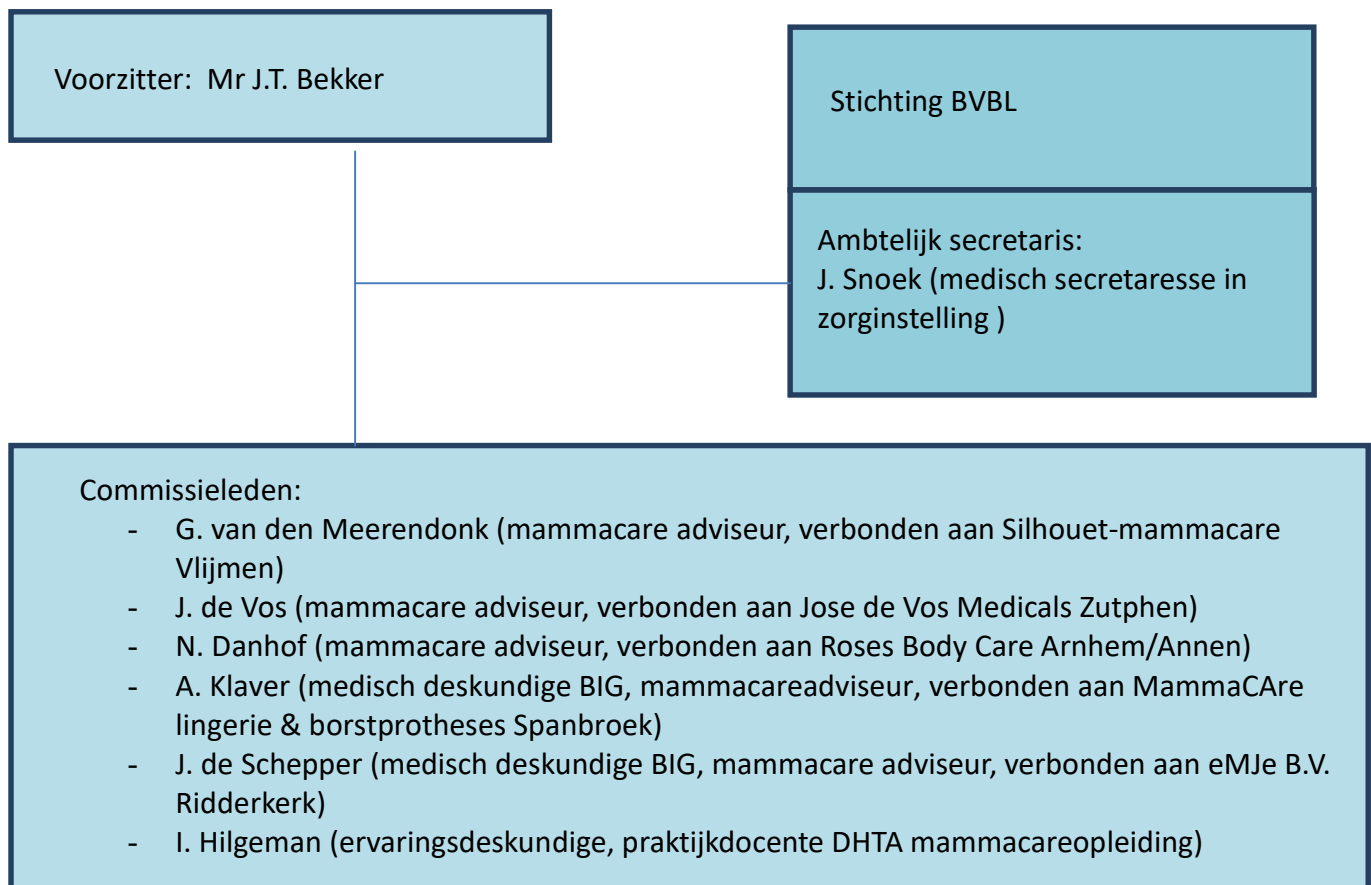 Voorzitter: Mr J.T. Bekker
Stichting BVBL
Ambtelijk secretaris:
J. Snoek (medisch secretaresse in
zorginstelling )
Commissieleden:
- G. van den Meerendonk (mammacare adviseur, verbonden aan Silhouet-mammacare
Vlijmen)
- J. de Vos (mammacare adviseur, verbonden aan Jose de Vos Medicals Zutphen)
- N. Danhof (mammacare adviseur, verbonden aan Roses Body Care Arnhem/Annen)
- A. Klaver (medisch deskundige BIG, mammacareadviseur, verbonden aan MammaCAre
lingerie & borstprotheses Spanbroek)
- J. de Schepper (medisch deskundige BIG, mammacare adviseur, verbonden aan eMJe B.V.
Ridderkerk)
- I. Hilgeman (ervaringsdeskundige, praktijkdocente DHTA mammacareopleiding)